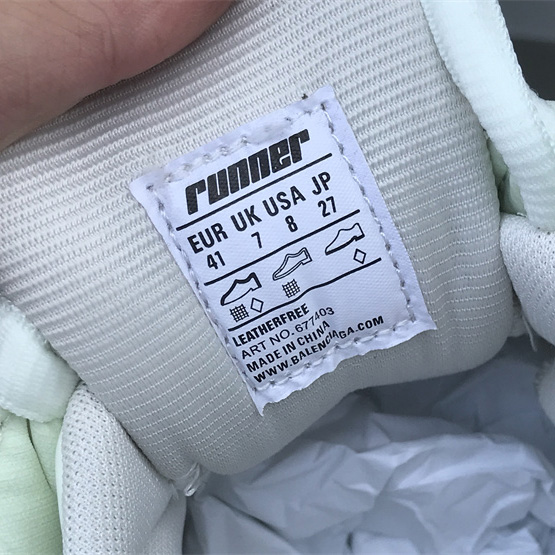 runner
EUR UK USA JP
41 7 8 27
LEATHERFREE
ART NO. 677403
MADE IN CHINA
WWW.BALENCIAGA.COM